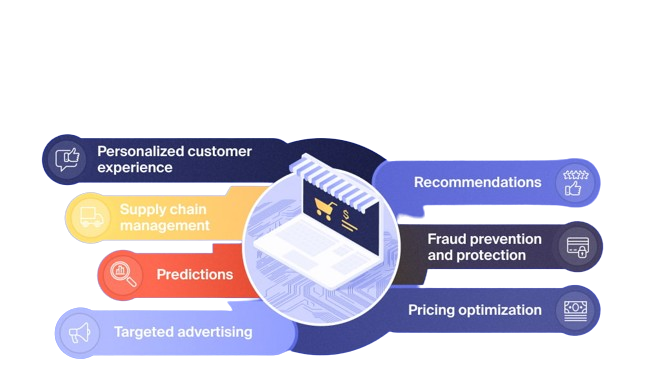 Personalized customer
experience
Supply chain
management
Predictions
Targeted advertising
$
Recommendations
Fraud prevention
and protection
Pricing optimization